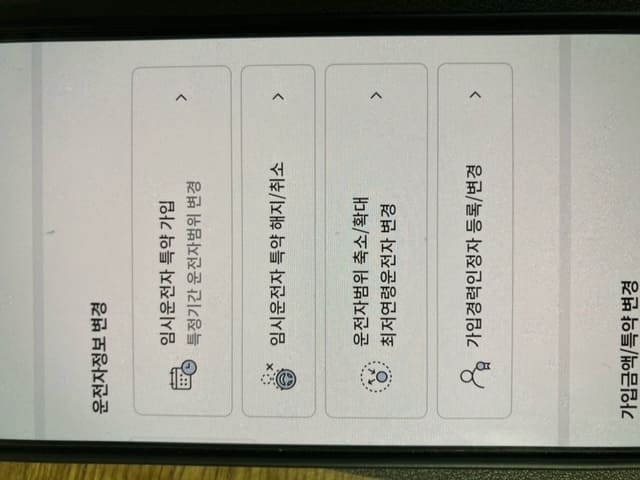 운전자정보 변경
임시운전자 특약 가입
특정기간 운전자범위 변경
임시운전자 특약 해지/취소
운전자범위 축소/확대
최저연령운전자 변경
가입경력인정자 등록/변경
가입금액/특약 변경